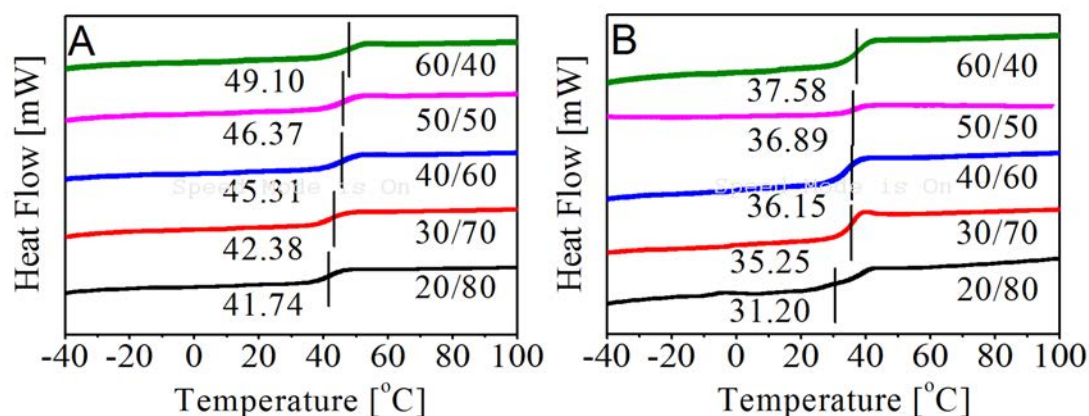 A
60/40
49.10
50/50
46.37
40/60
45.31
Speed Mode is On
30/70
42.38
20/80
41.74
Heat Flow [mW]
-40 -20 0 20 40 60 80 100
Temperature [°C]
B
60/40
37.58
50/50
36.89
40/60
Speed Mode is On
36.15
30/70
35.25
20/80
31.20
Heat Flow [mW]
-40 -20 0 20 40 60 80 100
Temperature [°C]